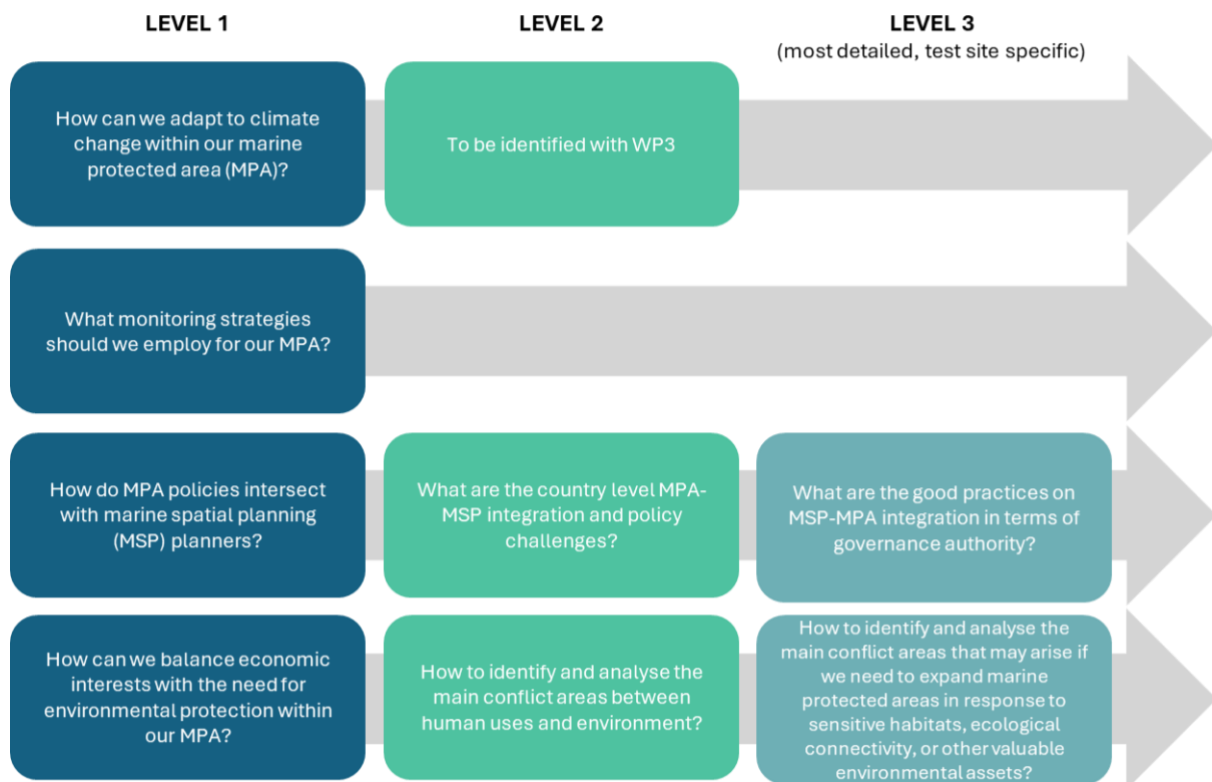 LEVEL 1
LEVEL 2
LEVEL 3
(most detailed, test site specific)
How can we adapt to climate
change within our marine
protected area (MPA)?
To be identified with WP3
What monitoring strategies
should we employ for our MPA?
How do MPA policies intersect
with marine spatial planning
(MSP) planners?
What are the country level MPA-
MSP integration and policy
challenges?
What are the good practices on
MSP-MPA integration in terms of
governance authority?
How can we balance economic
interests with the need for
environmental protection within
our MPA?
How to identify and analyse the
main conflict areas between
human uses and environment?
How to identify and analyse the
main conflict areas that may arise if
we need to expand marine
protected areas in response to
sensitive habitats, ecological
connectivity, or other valuable
environmental assets?